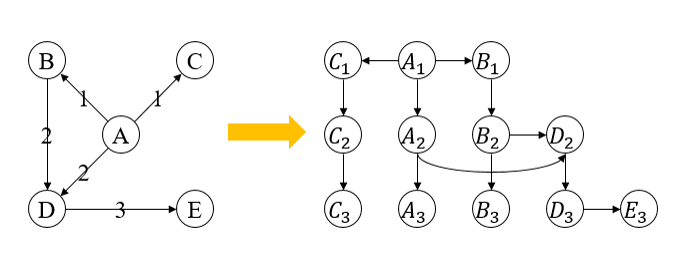 B C
1 1
2 A
2
D 3 E
C₁ A₁ B₁
C₂ A₂ B₂ D₂
C₃ A₃ B₃ D₃ E₃